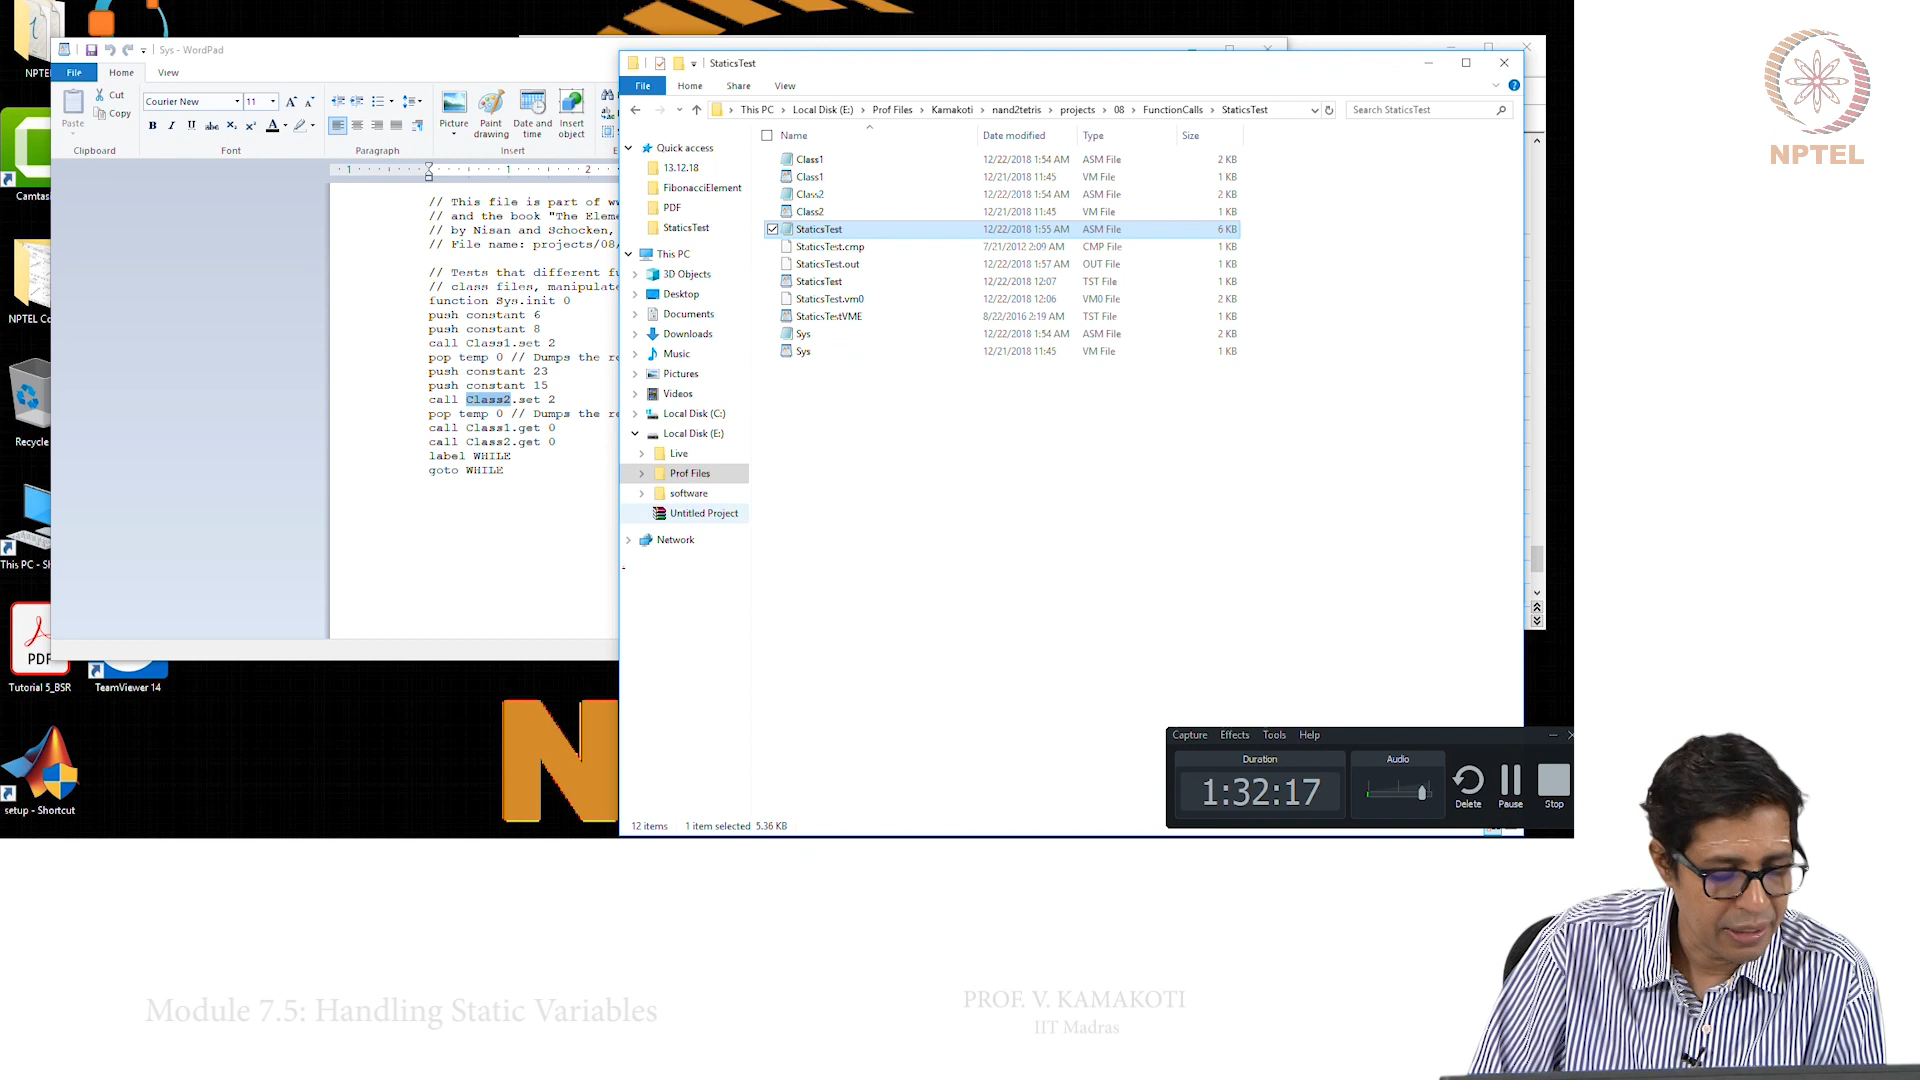 NPTEL
Sys - WordPad
File Home View
Cut
Copy
Paste
Clipboard
Courier New 11
Font
Paragraph
Picture
Paint drawing
Date and time
Insert object
Insert
// This file is part of
// and the book "The Eleme
// by Nisan and Schocken,
// File name: projects/08/
// Tests that different
// class files, manipulate
function Sys.init 0
push constant 6
push constant 8
call Class1.set 2
pop temp 0 // Dumps the re
push constant 23
push constant 15
call Class2.set 2
pop temp 0 // Dumps the re
call Class1.get 0
call Class2.get 0
label WHILE
goto WHILE
StaticsTest
File Home Share View
This PC > Local Disk (E:) > Prof Files > Kamakoti > nand2tetris > projects > 08 > FunctionCalls > StaticsTest
Search StaticsTest
Quick access
13.12.18
FibonacciElement
PDF
StaticsTest
This PC
3D Objects
Desktop
Documents
Downloads
Music
Pictures
Videos
Local Disk (C:)
Local Disk (E:)
Live
Prof Files
software
Untitled Project
Network
Name Date modified Type Size
Class1 12/22/2018 1:54 AM ASM File 2 KB
Class1 12/21/2018 11:45 VM File 1 KB
Class2 12/22/2018 1:54 AM ASM File 2 KB
Class2 12/21/2018 11:45 VM File 1 KB
StaticsTest 12/22/2018 1:55 AM ASM File 6 KB
StaticsTest.cmp 7/21/2012 2:09 AM CMP File 1 KB
StaticsTest.out 12/22/2018 1:57 AM OUT File 1 KB
StaticsTest 12/22/2018 12:07 TST File 1 KB
StaticsTest.vm0 12/22/2018 12:06 VM0 File 2 KB
StaticsTestVME 8/22/2016 2:19 AM TST File 1 KB
Sys 12/22/2018 1:54 AM ASM File 2 KB
Sys 12/21/2018 11:45 VM File 1 KB
12 items 1 item selected 5.36 KB
Capture Effects Tools Help
Duration
1:32:17
Audio
Delete
Pause
Stop
NPTE
Camtas
NPTEL Co
Recycle
This PC - Sh
PDF
Tutorial 5_BSR
TeamViewer 14
setup - Shortcut
N
NPTEL
Module 7.5: Handling Static Variables
PROF. V. KAMAKOTI
IIT Madras